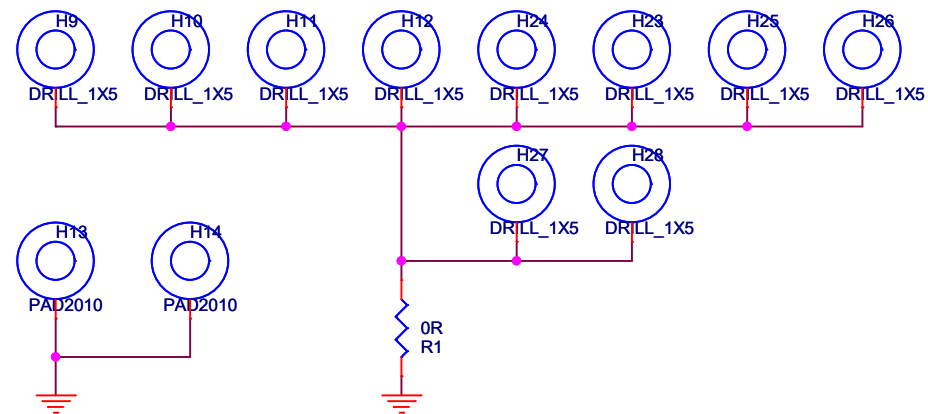 H9 H10 H11 H12 H24 H23 H25 H26
DRILL_1X5 DRILL_1X5 DRILL_1X5 DRILL_1X5 DRILL_1X5 DRILL_1X5 DRILL_1X5 DRILL_1X5
H27 H28
DRILL_1X5 DRILL_1X5
H13 H14
PAD2010 PAD2010
0R
R1